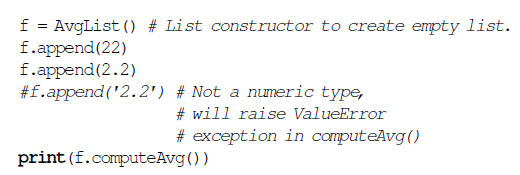 f = AvgList() # List constructor to create empty list.
f.append(22)
f.append(2.2)
#f.append('2.2') # Not a numeric type,
# will raise ValueError
# exception in computeAvg()
print(f.computeAvg())